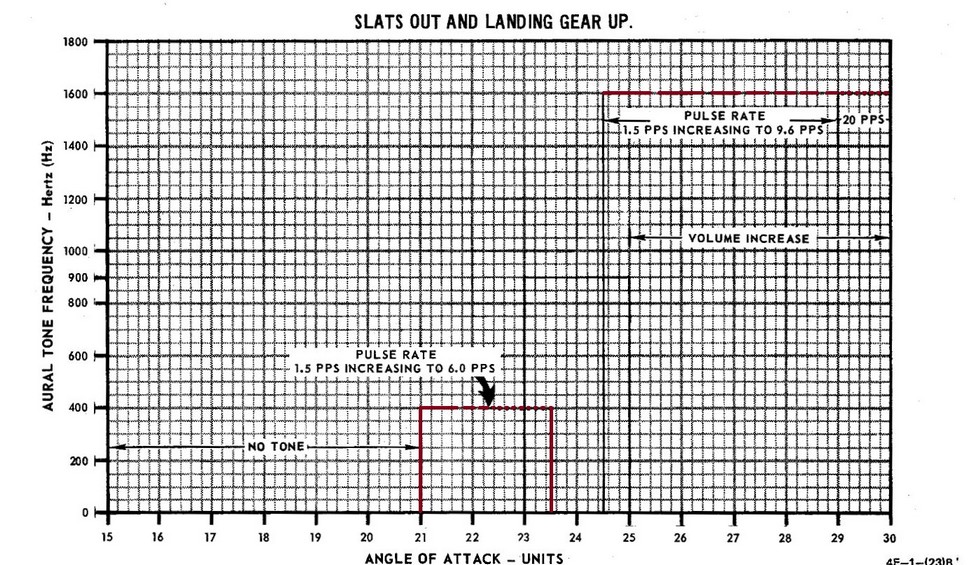 SLATS OUT AND LANDING GEAR UP.
1800
1600
1400
1200
1000
900
800
600
400
200
0
AURAL TONE FREQUENCY – Hertz (Hz)
PULSE RATE
1.5 PPS INCREASING TO 9.6 PPS
20 PPS
VOLUME INCREASE
PULSE RATE
1.5 PPS INCREASING TO 6.0 PPS
NO TONE
15 16 17 18 19 20 21 22 23 24 25 26 27 28 29 30
ANGLE OF ATTACK – UNITS
4E-1-(23)B